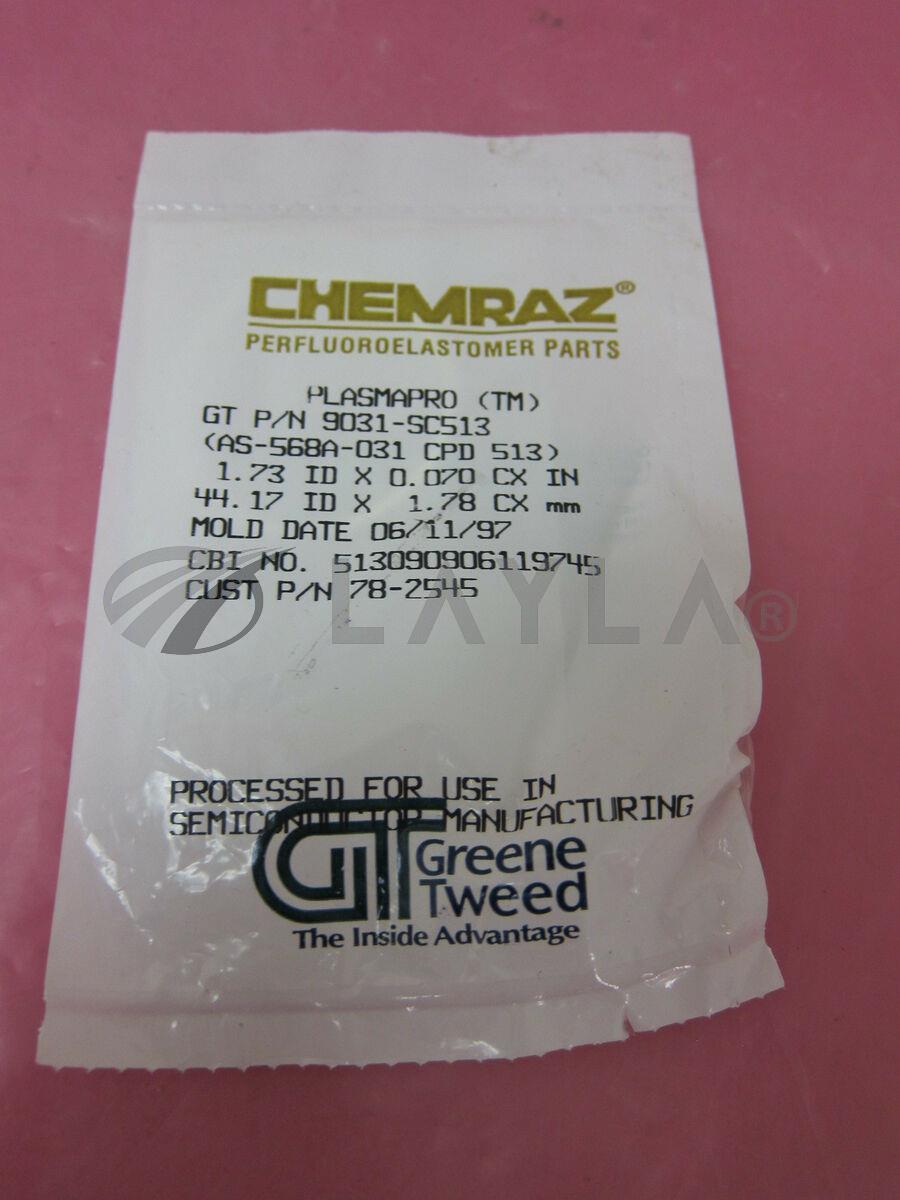 CHEMRAZ®
PERFLUOROELASTOMER PARTS
PLASMAPRO (TM)
GT P/N 9031-SC513
(AS-568A-031 CPD 513)
1.73 ID X 0.070 CX IN
44.17 ID X 1.78 CX mm
MOLD DATE 06/11/97
CBI NO. 513090906119745
CUST P/N 78-2545
LAYLA®
PROCESSED FOR USE IN
SEMICONDUCTOR MANUFACTURING
GT Greene
Tweed
The Inside Advantage